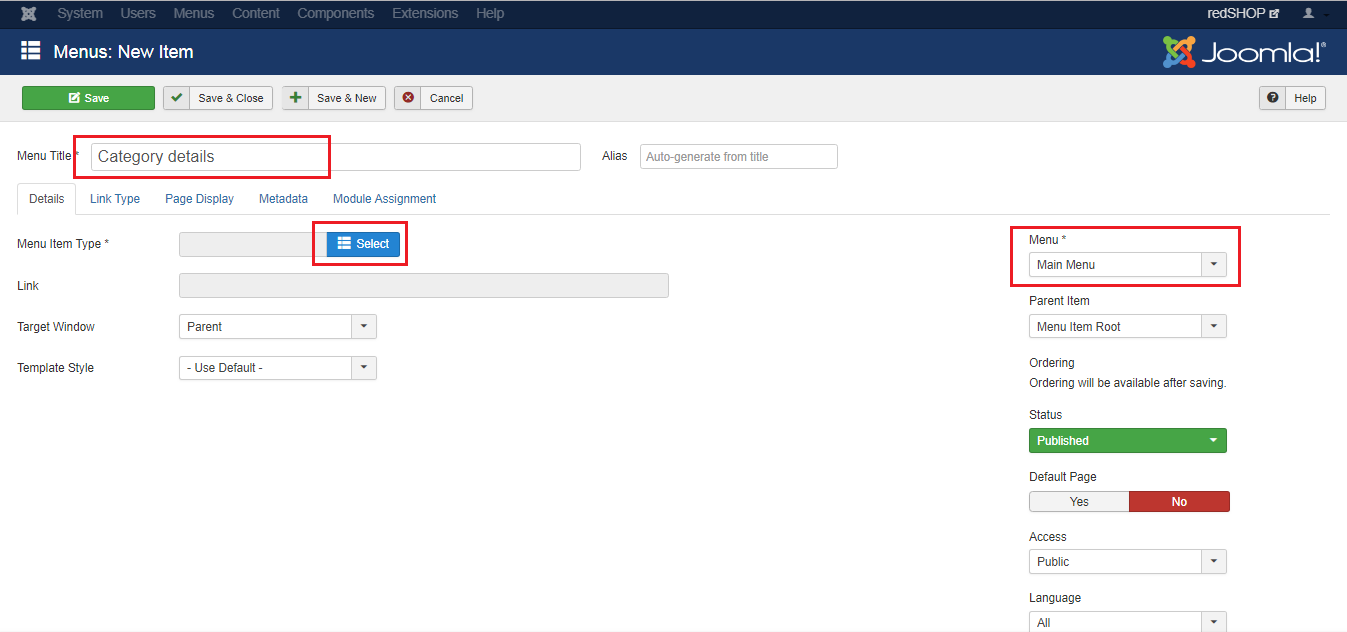 System Users Menus Content Components Extensions Help redSHOP
Menus: New Item Joomla!®
Save Save & Close Save & New Cancel Help
Menu Title * Category details Alias Auto-generate from title
Details Link Type Page Display Metadata Module Assignment
Menu Item Type * Select
Menu *
Main Menu
Link
Parent Item
Target Window Parent Menu Item Root
Template Style - Use Default -
Ordering
Ordering will be available after saving.
Status
Published
Default Page
Yes No
Access
Public
Language
All